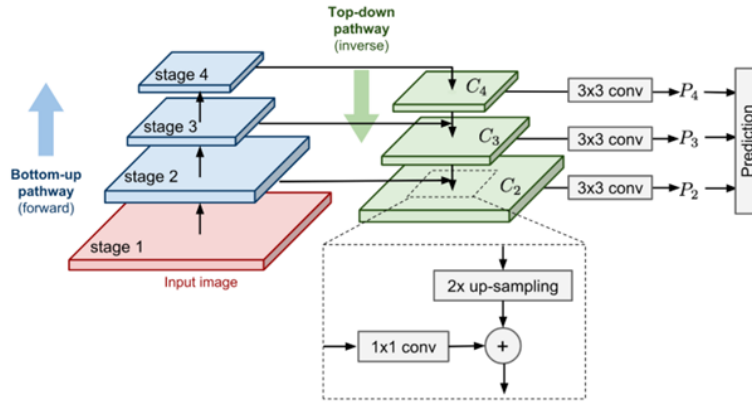 Top-down
pathway
(inverse)
stage 4
C₄
3x3 conv
P₄
stage 3
C₃
3x3 conv
P₃
Bottom-up
pathway
(forward)
stage 2
C₂
3x3 conv
P₂
Prediction
stage 1
Input image
2x up-sampling
1x1 conv
+